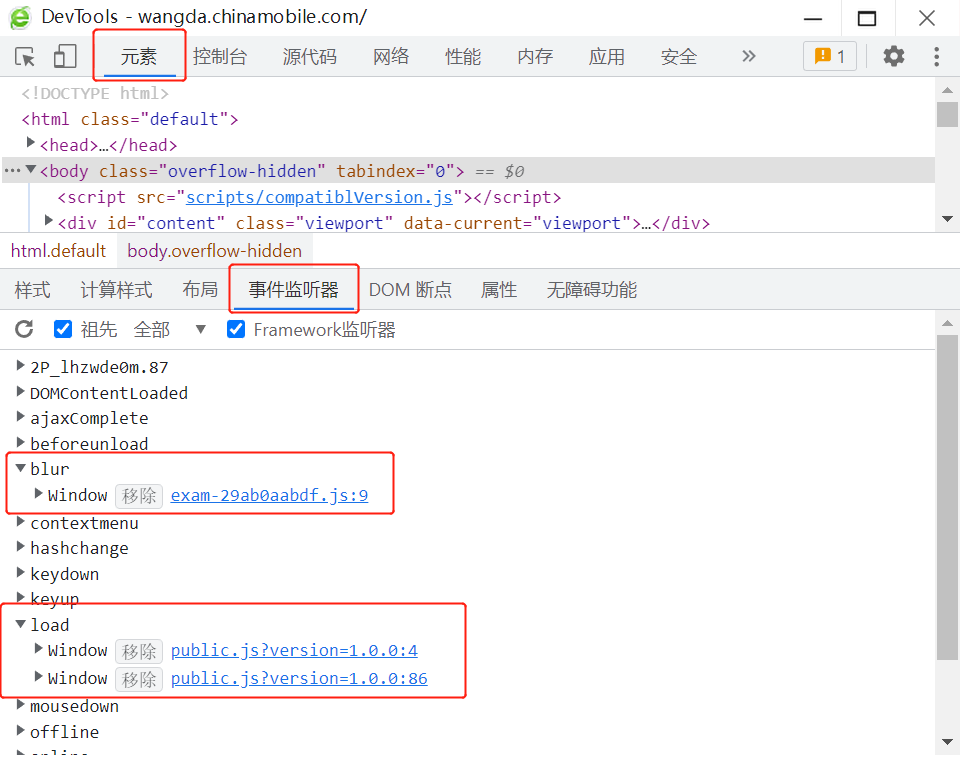 DevTools - wangda.chinamobile.com/
元素 控制台 源代码 网络 性能 内存 应用 安全 » 1
<!DOCTYPE html>
<html class="default">
<head>…</head>
<body class="overflow-hidden" tabindex="0"> == $0
<script src="scripts/compatiblVersion.js"></script>
<div id="content" class="viewport" data-current="viewport">…</div>
html.default body.overflow-hidden
样式 计算样式 布局 事件监听器 DOM 断点 属性 无障碍功能
祖先 全部 Framework监听器
2P_lhzwde0m.87
DOMContentLoaded
ajaxComplete
beforeunload
blur
Window 移除 exam-29ab0aabdf.js:9
contextmenu
hashchange
keydown
keyup
load
Window 移除 public.js?version=1.0.0:4
Window 移除 public.js?version=1.0.0:86
mousedown
offline